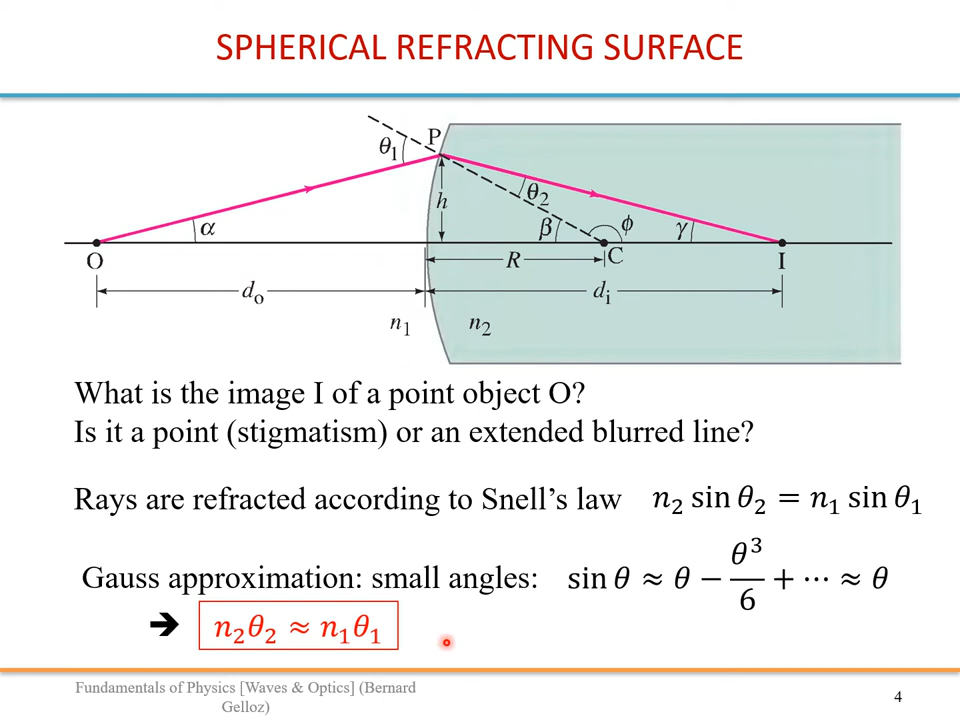 SPHERICAL REFRACTING SURFACE
P
θ₁
θ₂
h
α
β
ϕ
γ
O
R
C
I
dₒ
dᵢ
n₁
n₂
What is the image I of a point object O?
Is it a point (stigmatism) or an extended blurred line?
Rays are refracted according to Snell’s law n₂ sin θ₂ = n₁ sin θ₁
Gauss approximation: small angles: sin θ ≈ θ − θ³/6 + ⋯ ≈ θ
➔ n₂θ₂ ≈ n₁θ₁
Fundamentals of Physics [Waves & Optics] (Bernard
Gelloz)
4